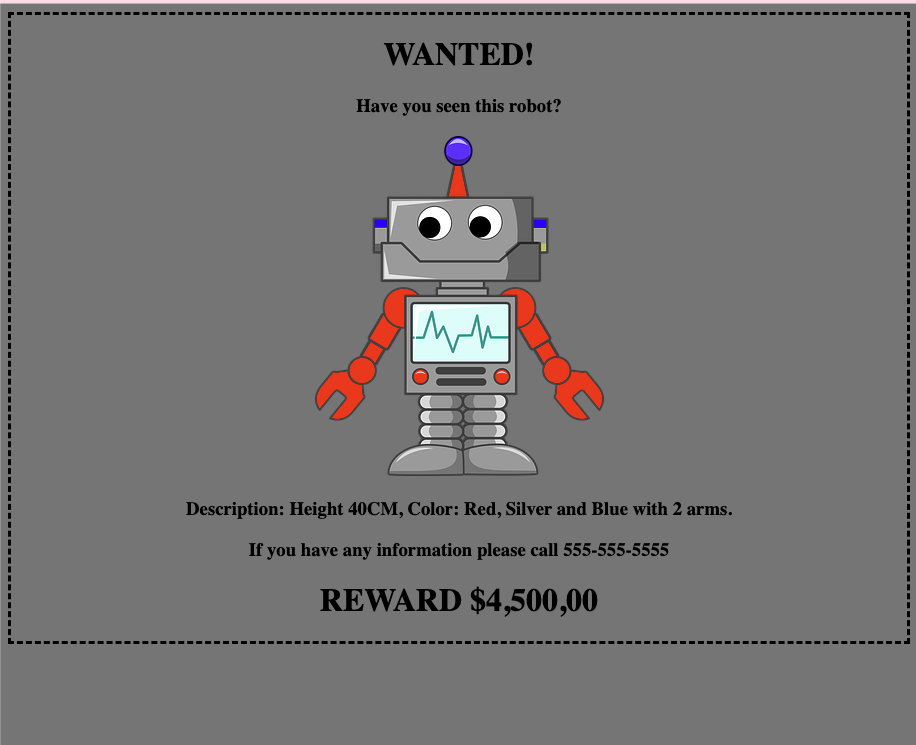 WANTED!
Have you seen this robot?
Description: Height 40CM, Color: Red, Silver and Blue with 2 arms.
If you have any information please call 555-555-5555
REWARD $4,500,00